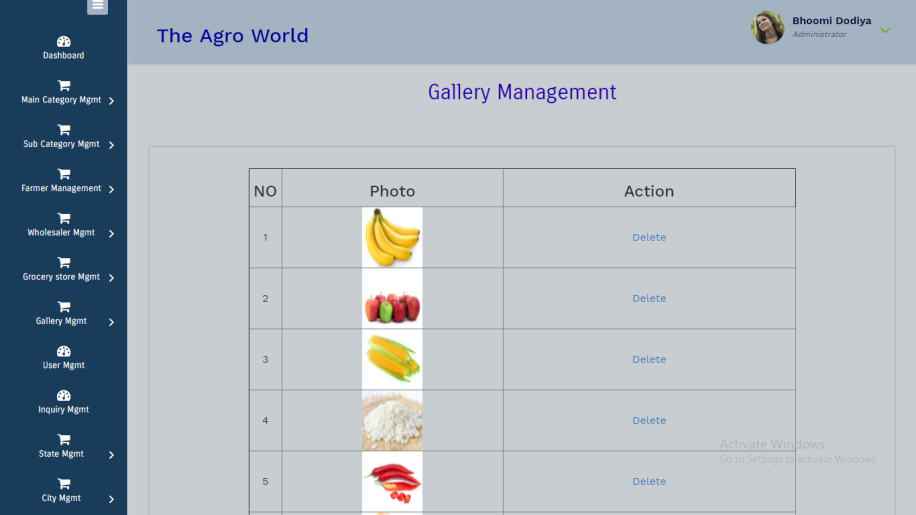 The Agro World
Bhoomi Dodiya
Administrator
Dashboard
Main Category Mgmt
Sub Category Mgmt
Farmer Management
Wholesaler Mgmt
Grocery store Mgmt
Gallery Mgmt
User Mgmt
Inquiry Mgmt
State Mgmt
City Mgmt
Gallery Management
NO Photo Action
1 Delete
2 Delete
3 Delete
4 Delete
5 Delete
Activate Windows
Go to Settings to activate Windows.